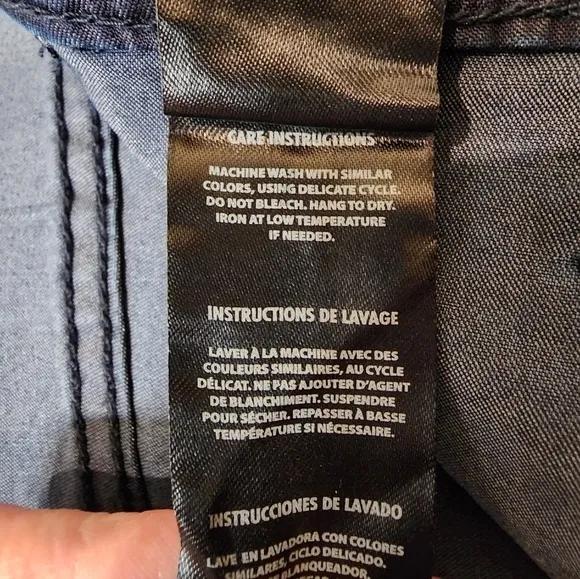 CARE INSTRUCTIONS
MACHINE WASH WITH SIMILAR
COLORS, USING DELICATE CYCLE.
DO NOT BLEACH. HANG TO DRY.
IRON AT LOW TEMPERATURE
IF NEEDED.
INSTRUCTIONS DE LAVAGE
LAVER À LA MACHINE AVEC DES
COULEURS SIMILAIRES, AU CYCLE
DÉLICAT. NE PAS AJOUTER D'AGENT
DE BLANCHIMENT. SUSPENDRE
POUR SÉCHER. REPASSER À BASSE
TEMPÉRATURE SI NÉCESSAIRE.
INSTRUCCIONES DE LAVADO
LAVE EN LAVADORA CON COLORES
SIMILARES, CICLO DELICADO.
BLANQUEADOR